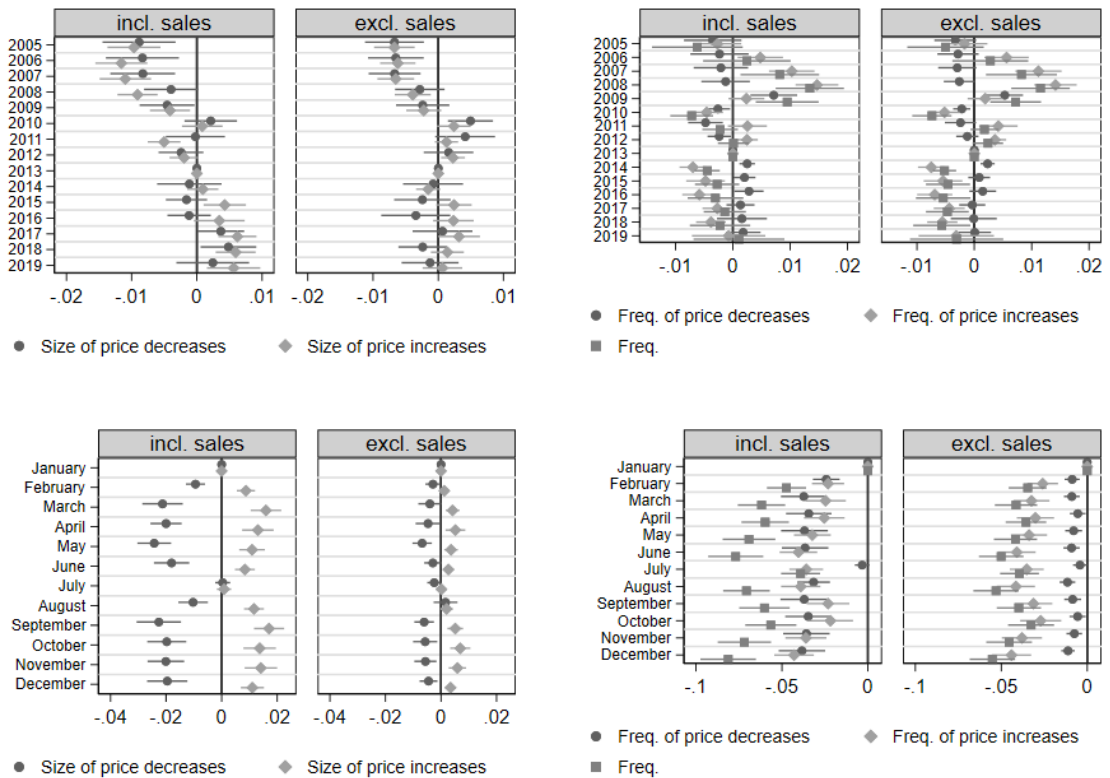 incl. sales
excl. sales
2005
2006
2007
2008
2009
2010
2011
2012
2013
2014
2015
2016
2017
2018
2019
-.02 -.01 0 .01
-.02 -.01 0 .01
Size of price decreases
Size of price increases
incl. sales
excl. sales
2005
2006
2007
2008
2009
2010
2011
2012
2013
2014
2015
2016
2017
2018
2019
-.01 0 .01 .02
-.01 0 .01 .02
Freq. of price decreases
Freq. of price increases
Freq.
incl. sales
excl. sales
January
February
March
April
May
June
July
August
September
October
November
December
-.04 -.02 0 .02
-.04 -.02 0 .02
Size of price decreases
Size of price increases
incl. sales
excl. sales
January
February
March
April
May
June
July
August
September
October
November
December
-.1 -.05 0
-.1 -.05 0
Freq. of price decreases
Freq. of price increases
Freq.